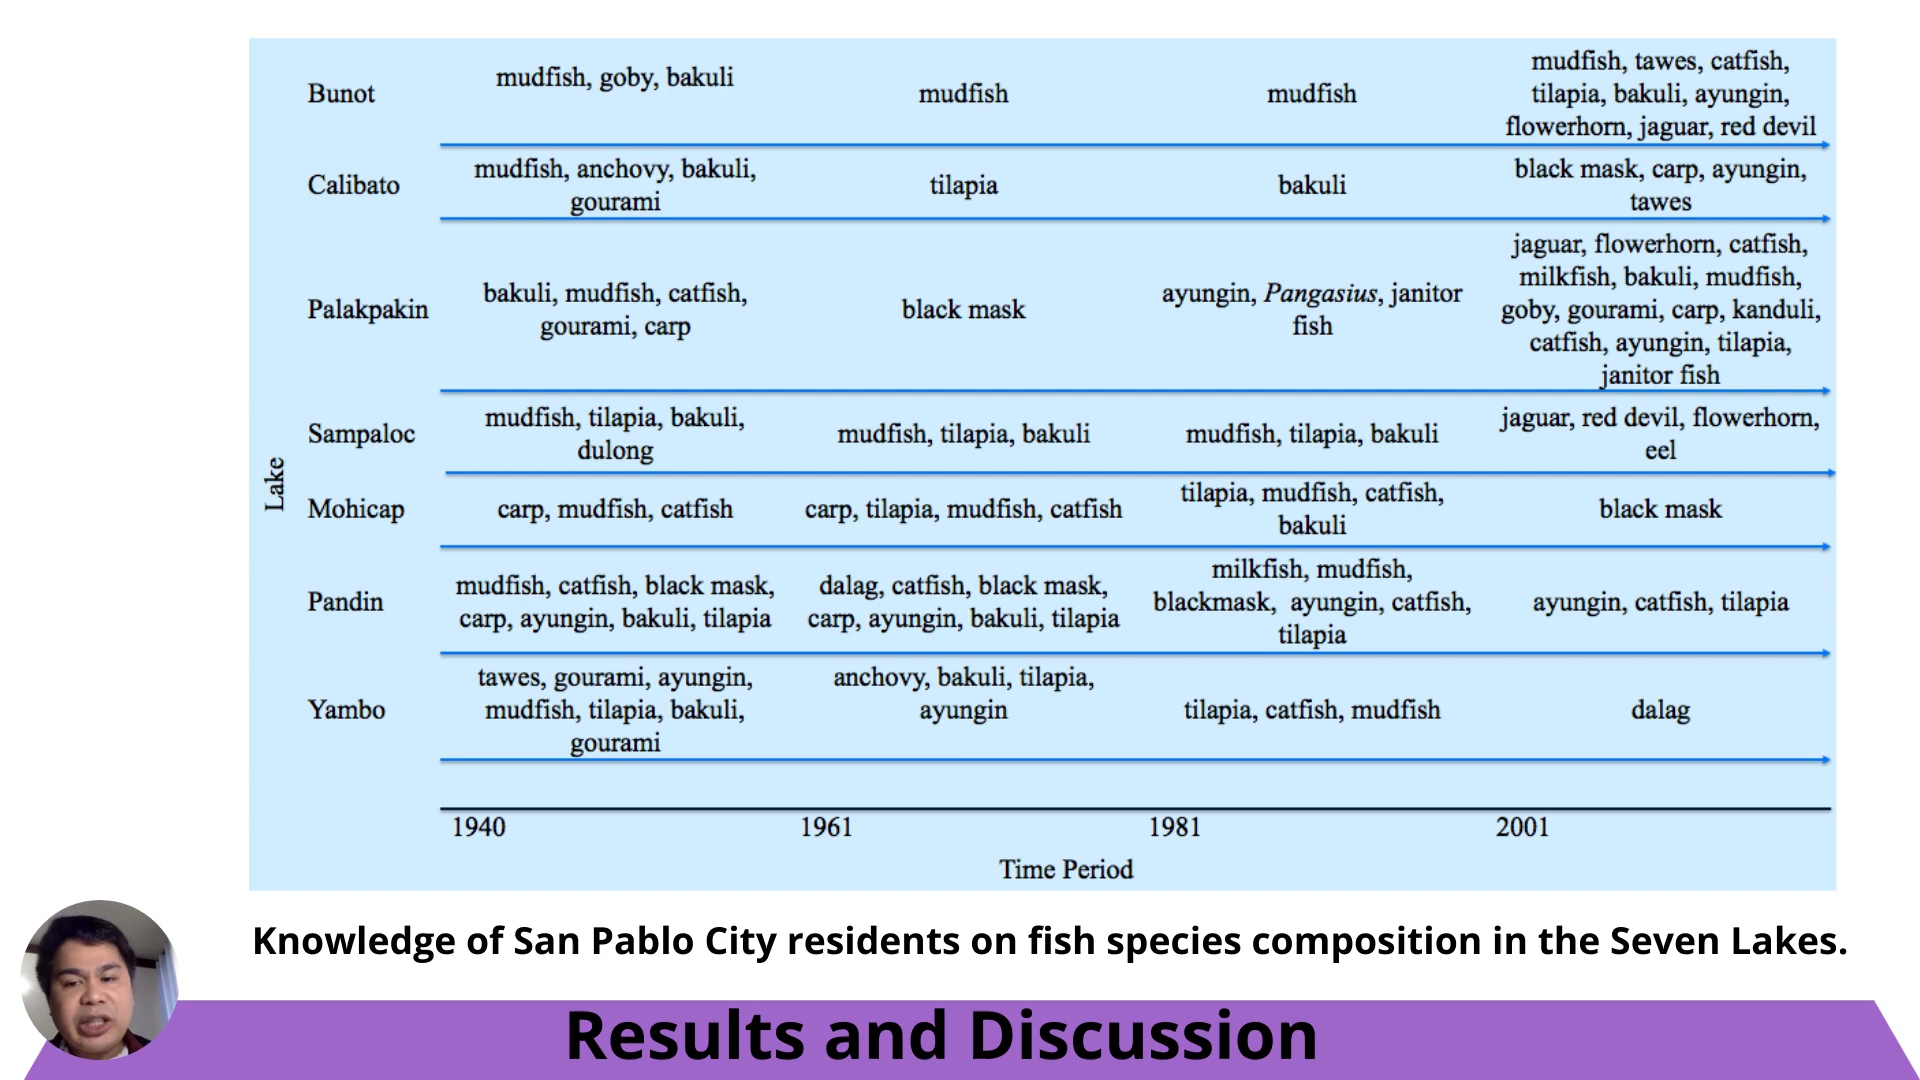 Bunot
mudfish, goby, bakuli
mudfish
mudfish
mudfish, tawes, catfish,
tilapia, bakuli, ayungin,
flowerhorn, jaguar, red devil
Calibato
mudfish, anchovy, bakuli,
gourami
tilapia
bakuli
black mask, carp, ayungin,
tawes
Palakpakin
bakuli, mudfish, catfish,
gourami, carp
black mask
ayungin, Pangasius, janitor
fish
jaguar, flowerhorn, catfish,
milkfish, bakuli, mudfish,
goby, gourami, carp, kanduli,
catfish, ayungin, tilapia,
janitor fish
Sampaloc
mudfish, tilapia, bakuli,
dulong
mudfish, tilapia, bakuli
mudfish, tilapia, bakuli
jaguar, red devil, flowerhorn,
eel
Lake
Mohicap
carp, mudfish, catfish
carp, tilapia, mudfish, catfish
tilapia, mudfish, catfish,
bakuli
black mask
Pandin
mudfish, catfish, black mask,
carp, ayungin, bakuli, tilapia
dalag, catfish, black mask,
carp, ayungin, bakuli, tilapia
milkfish, mudfish,
blackmask, ayungin, catfish,
tilapia
ayungin, catfish, tilapia
Yambo
tawes, gourami, ayungin,
mudfish, tilapia, bakuli,
gourami
anchovy, bakuli, tilapia,
ayungin
tilapia, catfish, mudfish
dalag
1940 1961 1981 2001
Time Period
Knowledge of San Pablo City residents on fish species composition in the Seven Lakes.
Results and Discussion